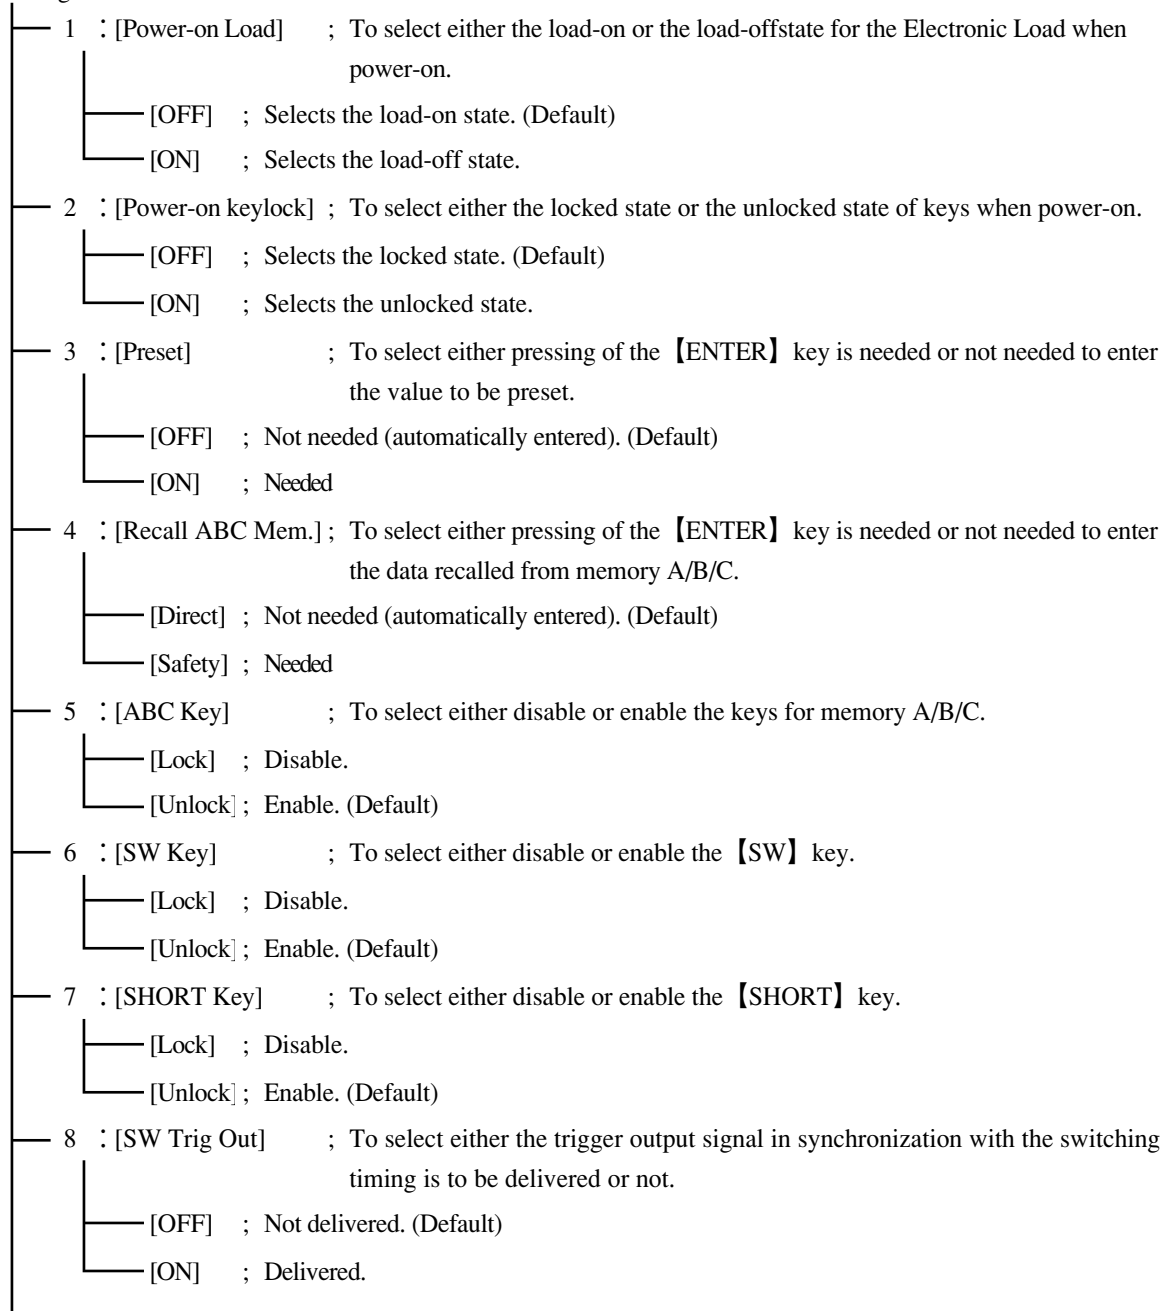 1 : [Power-on Load] ; To select either the load-on or the load-offstate for the Electronic Load when
power-on.
[OFF] ; Selects the load-on state. (Default)
[ON] ; Selects the load-off state.
2 : [Power-on keylock] ; To select either the locked state or the unlocked state of keys when power-on.
[OFF] ; Selects the locked state. (Default)
[ON] ; Selects the unlocked state.
3 : [Preset] ; To select either pressing of the 【ENTER】 key is needed or not needed to enter
the value to be preset.
[OFF] ; Not needed (automatically entered). (Default)
[ON] ; Needed
4 : [Recall ABC Mem.] ; To select either pressing of the 【ENTER】 key is needed or not needed to enter
the data recalled from memory A/B/C.
[Direct] ; Not needed (automatically entered). (Default)
[Safety] ; Needed
5 : [ABC Key] ; To select either disable or enable the keys for memory A/B/C.
[Lock] ; Disable.
[Unlock] ; Enable. (Default)
6 : [SW Key] ; To select either disable or enable the 【SW】 key.
[Lock] ; Disable.
[Unlock] ; Enable. (Default)
7 : [SHORT Key] ; To select either disable or enable the 【SHORT】 key.
[Lock] ; Disable.
[Unlock] ; Enable. (Default)
8 : [SW Trig Out] ; To select either the trigger output signal in synchronization with the switching
timing is to be delivered or not.
[OFF] ; Not delivered. (Default)
[ON] ; Delivered.